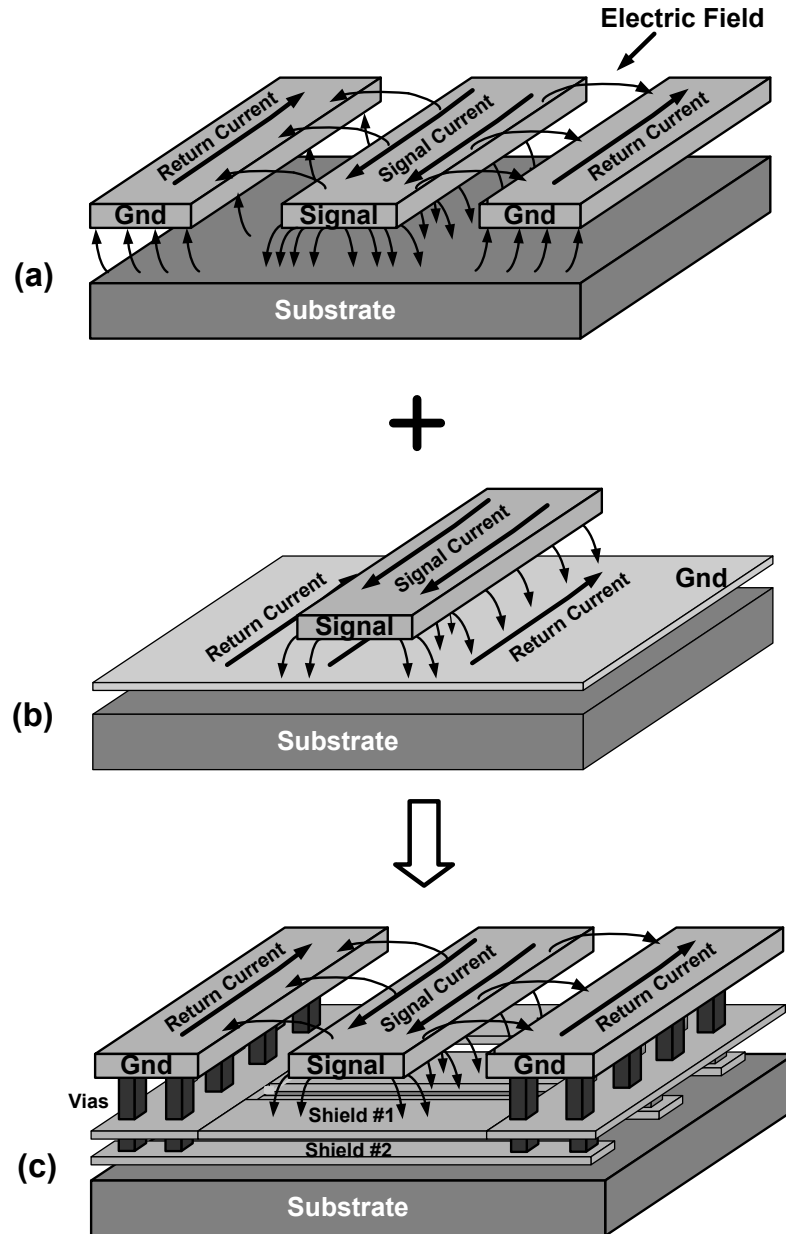 Electric Field
Return Current
Signal Current
Return Current
Gnd
Signal
Gnd
(a)
Substrate
Signal Current
Gnd
Return Current
Signal
Return Current
(b)
Substrate
Return Current
Signal Current
Return Current
Gnd
Signal
Gnd
Vias
Shield #1
Shield #2
(c)
Substrate